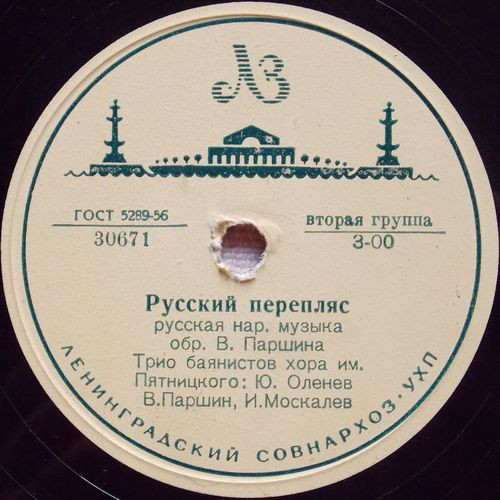 ЛЗ
ГОСТ 5289-56
30671
вторая группа
3-00
Русский перепляс
русская нар. музыка
обр. В. Паршина
Трио баянистов хора им.
Пятницкого: Ю. Оленев
В.Паршин, И.Москалев
ЛЕНИНГРАДСКИЙ СОВНАРХОЗ·УХП